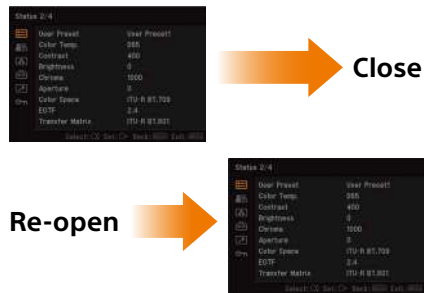 Status 2/4
User Preset User Preset1
Color Temp. D65
Contrast 400
Brightness 0
Chroma 1000
Aperture 0
Color Space ITU-R BT.709
EOTF 2.4
Transfer Matrix ITU-R BT.601
Close
Re-open
Status 2/4
User Preset User Preset1
Color Temp. D65
Contrast 400
Brightness 0
Chroma 1000
Aperture 0
Color Space ITU-R BT.709
EOTF 2.4
Transfer Matrix ITU-R BT.601